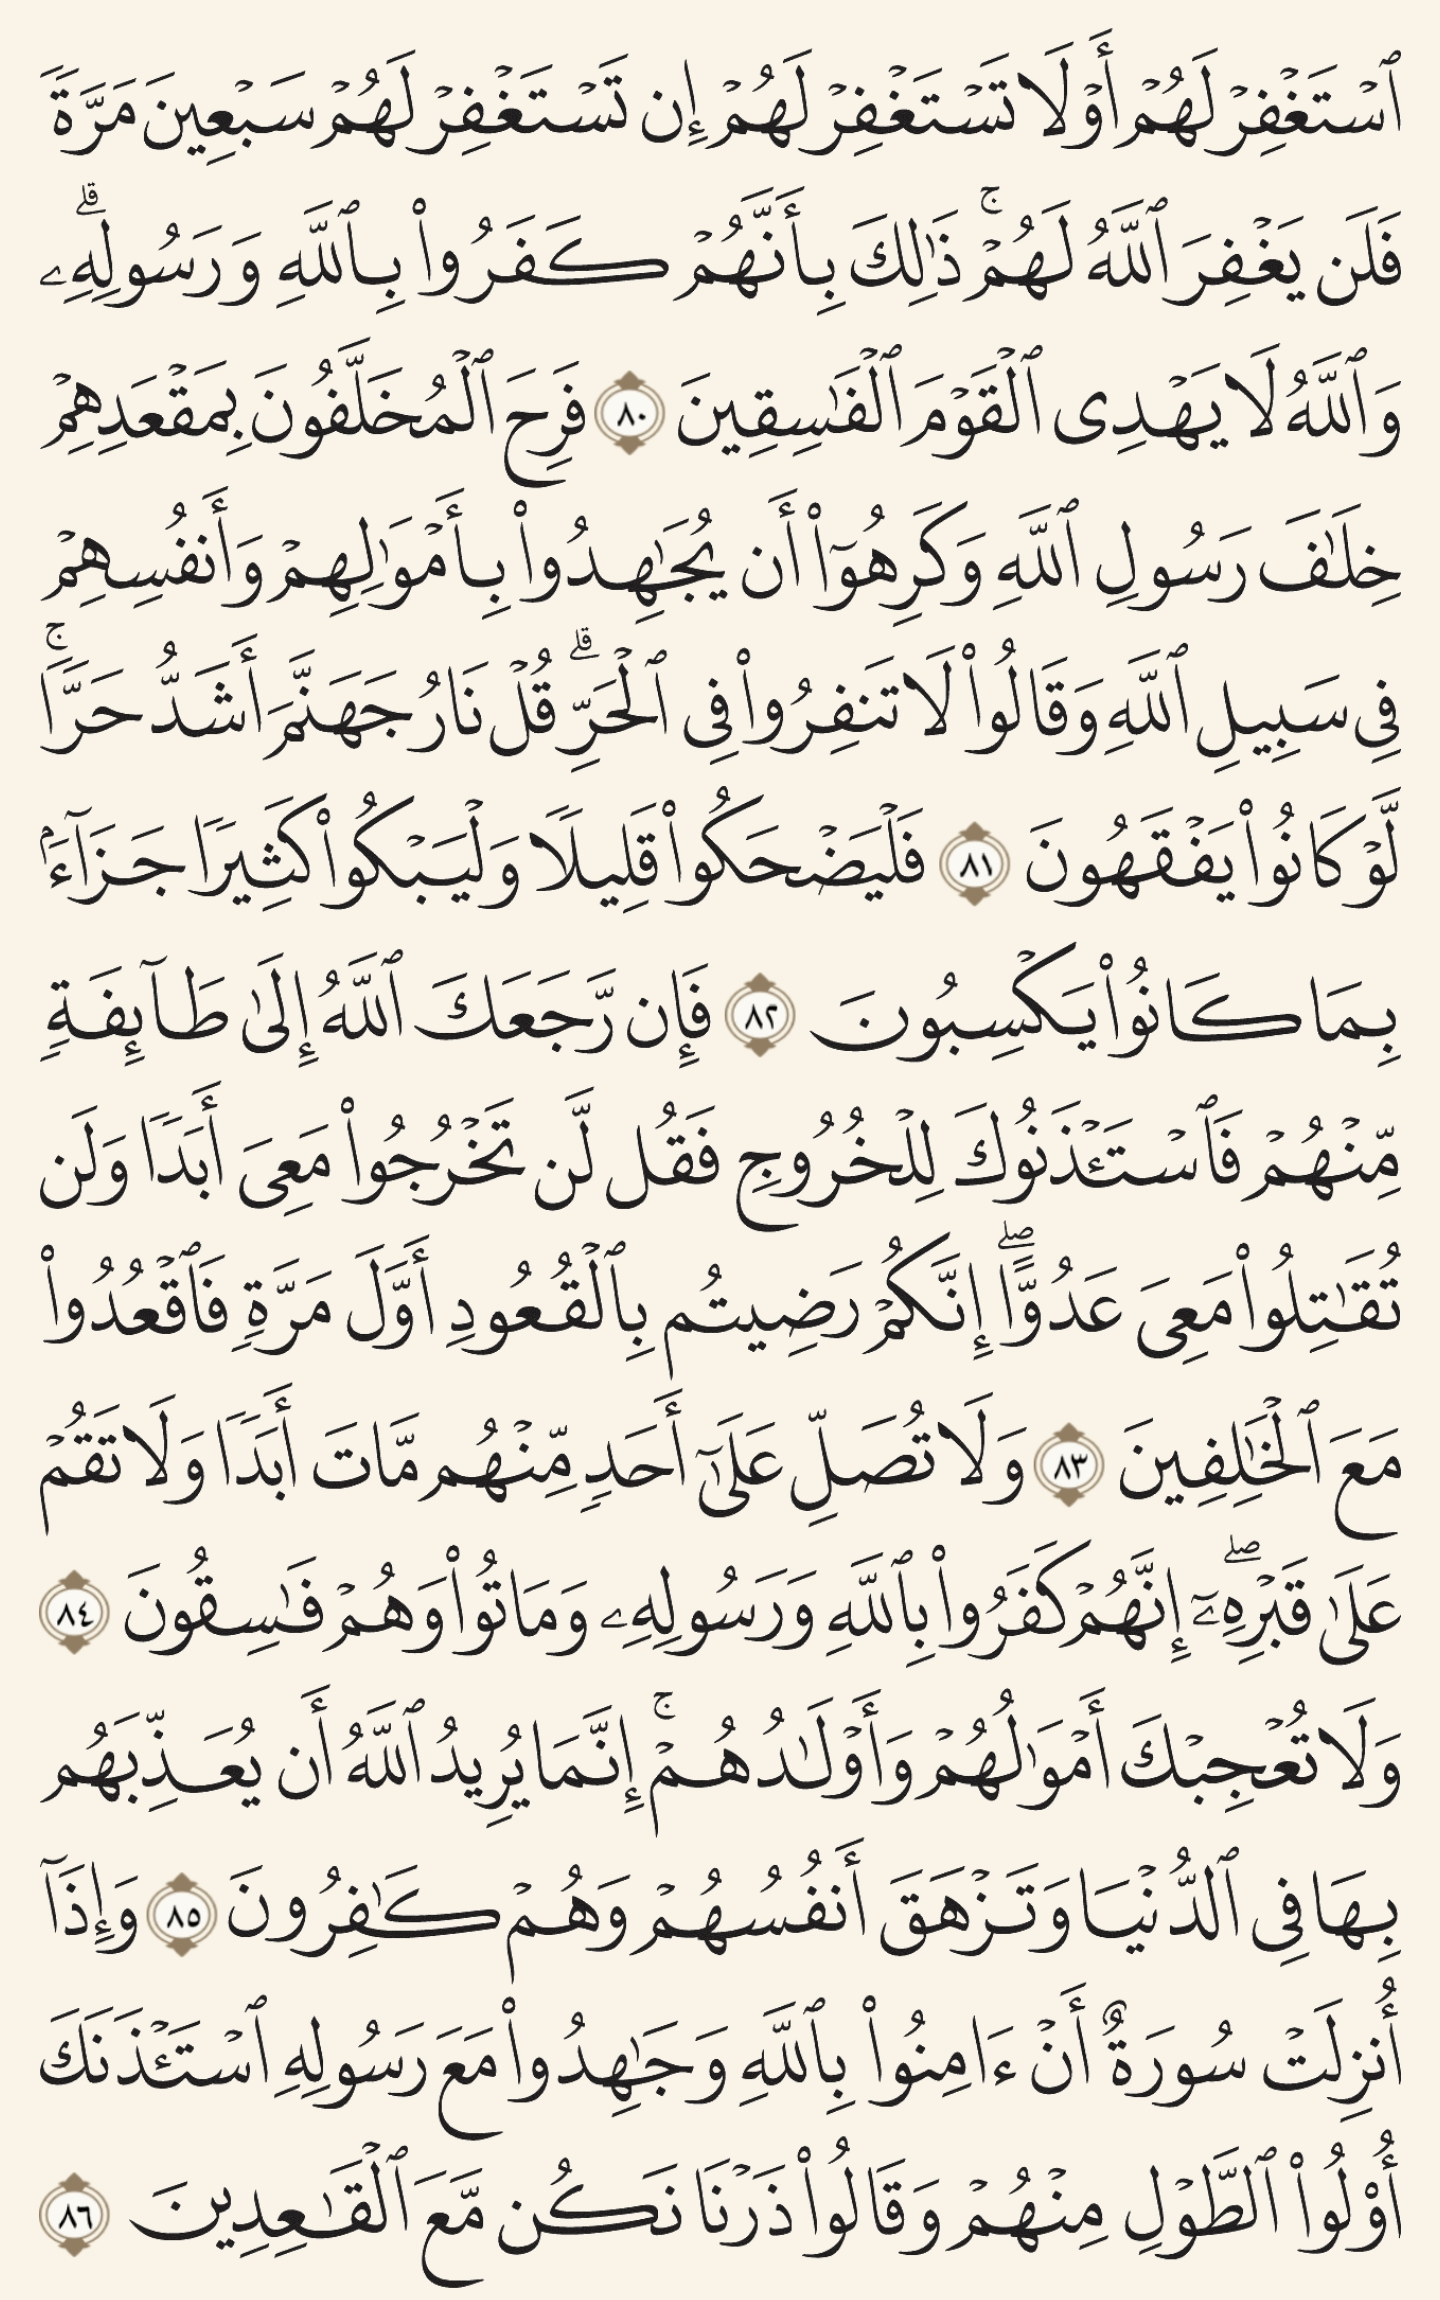 ٱسۡتَغۡفِرۡ لَهُمۡ أَوۡ لَا تَسۡتَغۡفِرۡ لَهُمۡ إِن تَسۡتَغۡفِرۡ لَهُمۡ سَبۡعِينَ مَرَّةٗ
فَلَن يَغۡفِرَ ٱللَّهُ لَهُمۡۚ ذَٰلِكَ بِأَنَّهُمۡ كَفَرُواْ بِٱللَّهِ وَرَسُولِهِۦۗ
وَٱللَّهُ لَا يَهۡدِي ٱلۡقَوۡمَ ٱلۡفَٰسِقِينَ ٨٠ فَرِحَ ٱلۡمُخَلَّفُونَ بِمَقۡعَدِهِمۡ
خِلَٰفَ رَسُولِ ٱللَّهِ وَكَرِهُوٓاْ أَن يُجَٰهِدُواْ بِأَمۡوَٰلِهِمۡ وَأَنفُسِهِمۡ
فِي سَبِيلِ ٱللَّهِ وَقَالُواْ لَا تَنفِرُواْ فِي ٱلۡحَرِّۗ قُلۡ نَارُ جَهَنَّمَ أَشَدُّ حَرّٗاۚ
لَّوۡ كَانُواْ يَفۡقَهُونَ ٨١ فَلۡيَضۡحَكُواْ قَلِيلٗا وَلۡيَبۡكُواْ كَثِيرٗا جَزَآءَۢ
بِمَا كَانُواْ يَكۡسِبُونَ ٨٢ فَإِن رَّجَعَكَ ٱللَّهُ إِلَىٰ طَآئِفَةٖ
مِّنۡهُمۡ فَٱسۡتَـٔۡذَنُوكَ لِلۡخُرُوجِ فَقُل لَّن تَخۡرُجُواْ مَعِيَ أَبَدٗا وَلَن
تُقَٰتِلُواْ مَعِيَ عَدُوًّاۖ إِنَّكُمۡ رَضِيتُم بِٱلۡقُعُودِ أَوَّلَ مَرَّةٖ فَٱقۡعُدُواْ
مَعَ ٱلۡخَٰلِفِينَ ٨٣ وَلَا تُصَلِّ عَلَىٰٓ أَحَدٖ مِّنۡهُم مَّاتَ أَبَدٗا وَلَا تَقُمۡ
عَلَىٰ قَبۡرِهِۦٓۖ إِنَّهُمۡ كَفَرُواْ بِٱللَّهِ وَرَسُولِهِۦ وَمَاتُواْ وَهُمۡ فَٰسِقُونَ ٨٤
وَلَا تُعۡجِبۡكَ أَمۡوَٰلُهُمۡ وَأَوۡلَٰدُهُمۡۚ إِنَّمَا يُرِيدُ ٱللَّهُ أَن يُعَذِّبَهُم
بِهَا فِي ٱلدُّنۡيَا وَتَزۡهَقَ أَنفُسُهُمۡ وَهُمۡ كَٰفِرُونَ ٨٥ وَإِذَآ
أُنزِلَتۡ سُورَةٌ أَنۡ ءَامِنُواْ بِٱللَّهِ وَجَٰهِدُواْ مَعَ رَسُولِهِ ٱسۡتَـٔۡذَنَكَ
أُوْلُواْ ٱلطَّوۡلِ مِنۡهُمۡ وَقَالُواْ ذَرۡنَا نَكُن مَّعَ ٱلۡقَٰعِدِينَ ٨٦